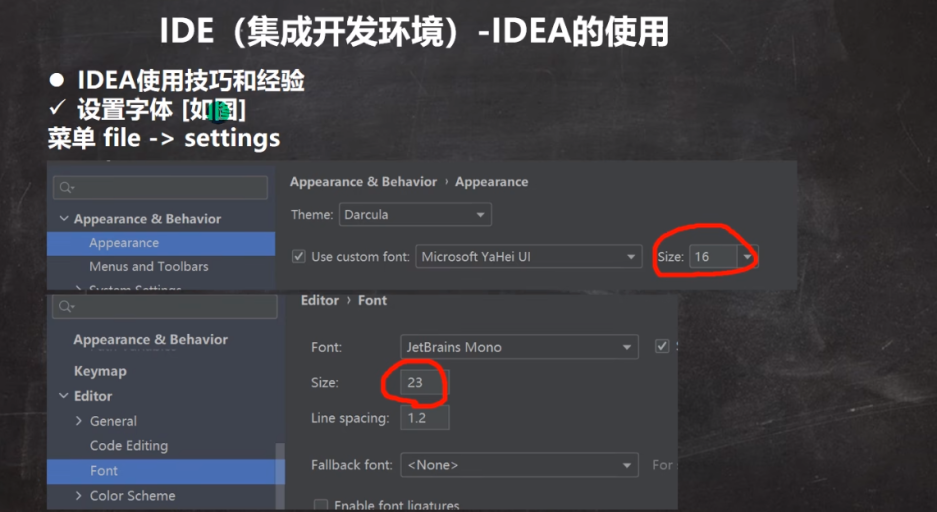 IDE（集成开发环境）-IDEA的使用
● IDEA使用技巧和经验
✓ 设置字体 [如图]
菜单 file -> settings
Appearance & Behavior › Appearance
Appearance & Behavior
Theme: Darcula
Appearance
Use custom font: Microsoft YaHei UI Size: 16
Menus and Toolbars
System Settings
Editor › Font
Appearance & Behavior
Font: JetBrains Mono
Keymap
Size: 23
Editor
General
Line spacing: 1.2
Code Editing
Font
Fallback font: <None> For
Color Scheme
Enable font ligatures